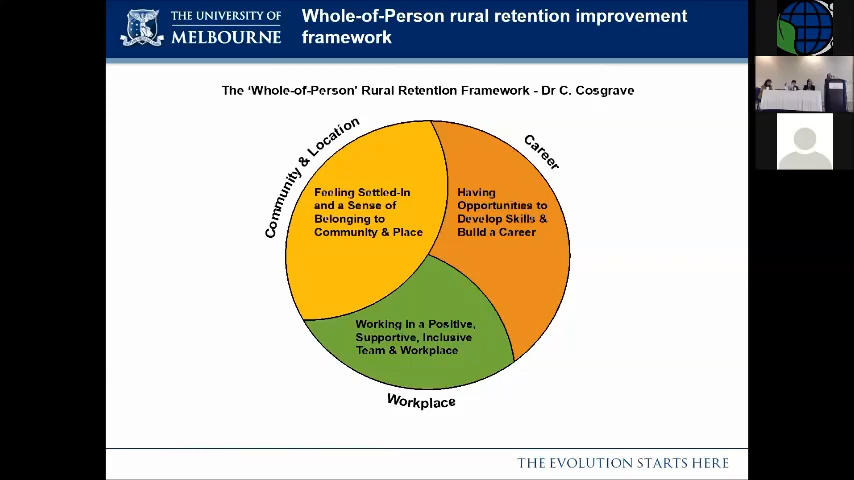 THE UNIVERSITY OF
MELBOURNE
Whole-of-Person rural retention improvement
framework
The 'Whole-of-Person' Rural Retention Framework - Dr C. Cosgrave
Community & Location
Career
Feeling Settled-In
and a Sense of
Belonging to
Community & Place
Having
Opportunities to
Develop Skills &
Build a Career
Working in a Positive,
Supportive, Inclusive
Team & Workplace
Workplace
THE EVOLUTION STARTS HERE